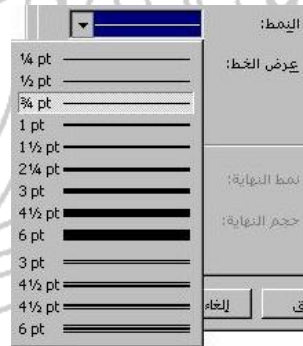 النمط:
عرض الخط:
¼ pt
½ pt
¾ pt
1 pt
1½ pt
2¼ pt
3 pt
4½ pt
6 pt
3 pt
4½ pt
4½ pt
6 pt
نمط النهاية:
حجم النهاية:
إلغاء